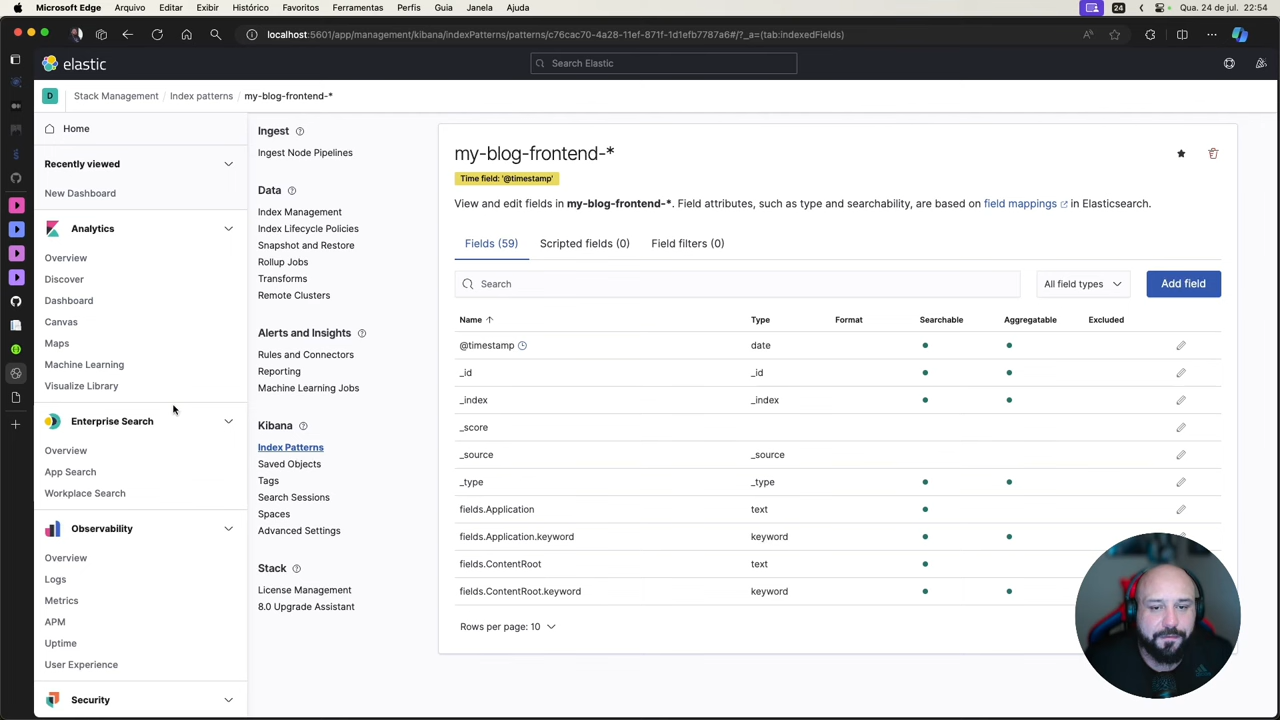 Microsoft Edge Arquivo Editar Exibir Histórico Favoritos Ferramentas Perfis Guia Janela Ajuda 24 Qua. 24 de jul. 22:54
localhost:5601/app/management/kibana/indexPatterns/patterns/c76cac70-4a28-11ef-871f-1d1efb7787a6#/?_a=(tab:indexedFields)
elastic
Search Elastic
D
Stack Management / Index patterns / my-blog-frontend-*
Home
Recently viewed
New Dashboard
Analytics
Overview
Discover
Dashboard
Canvas
Maps
Machine Learning
Visualize Library
Enterprise Search
Overview
App Search
Workplace Search
Observability
Overview
Logs
Metrics
APM
Uptime
User Experience
Security
Ingest
Ingest Node Pipelines
Data
Index Management
Index Lifecycle Policies
Snapshot and Restore
Rollup Jobs
Transforms
Remote Clusters
Alerts and Insights
Rules and Connectors
Reporting
Machine Learning Jobs
Kibana
Index Patterns
Saved Objects
Tags
Search Sessions
Spaces
Advanced Settings
Stack
License Management
8.0 Upgrade Assistant
my-blog-frontend-*
Time field: '@timestamp'
View and edit fields in my-blog-frontend-*. Field attributes, such as type and searchability, are based on field mappings in Elasticsearch.
Fields (59) Scripted fields (0) Field filters (0)
Search All field types Add field
Name Type Format Searchable Aggregatable Excluded
@timestamp date
_id _id
_index _index
_score
_source _source
_type _type
fields.Application text
fields.Application.keyword keyword
fields.ContentRoot text
fields.ContentRoot.keyword keyword
Rows per page: 10